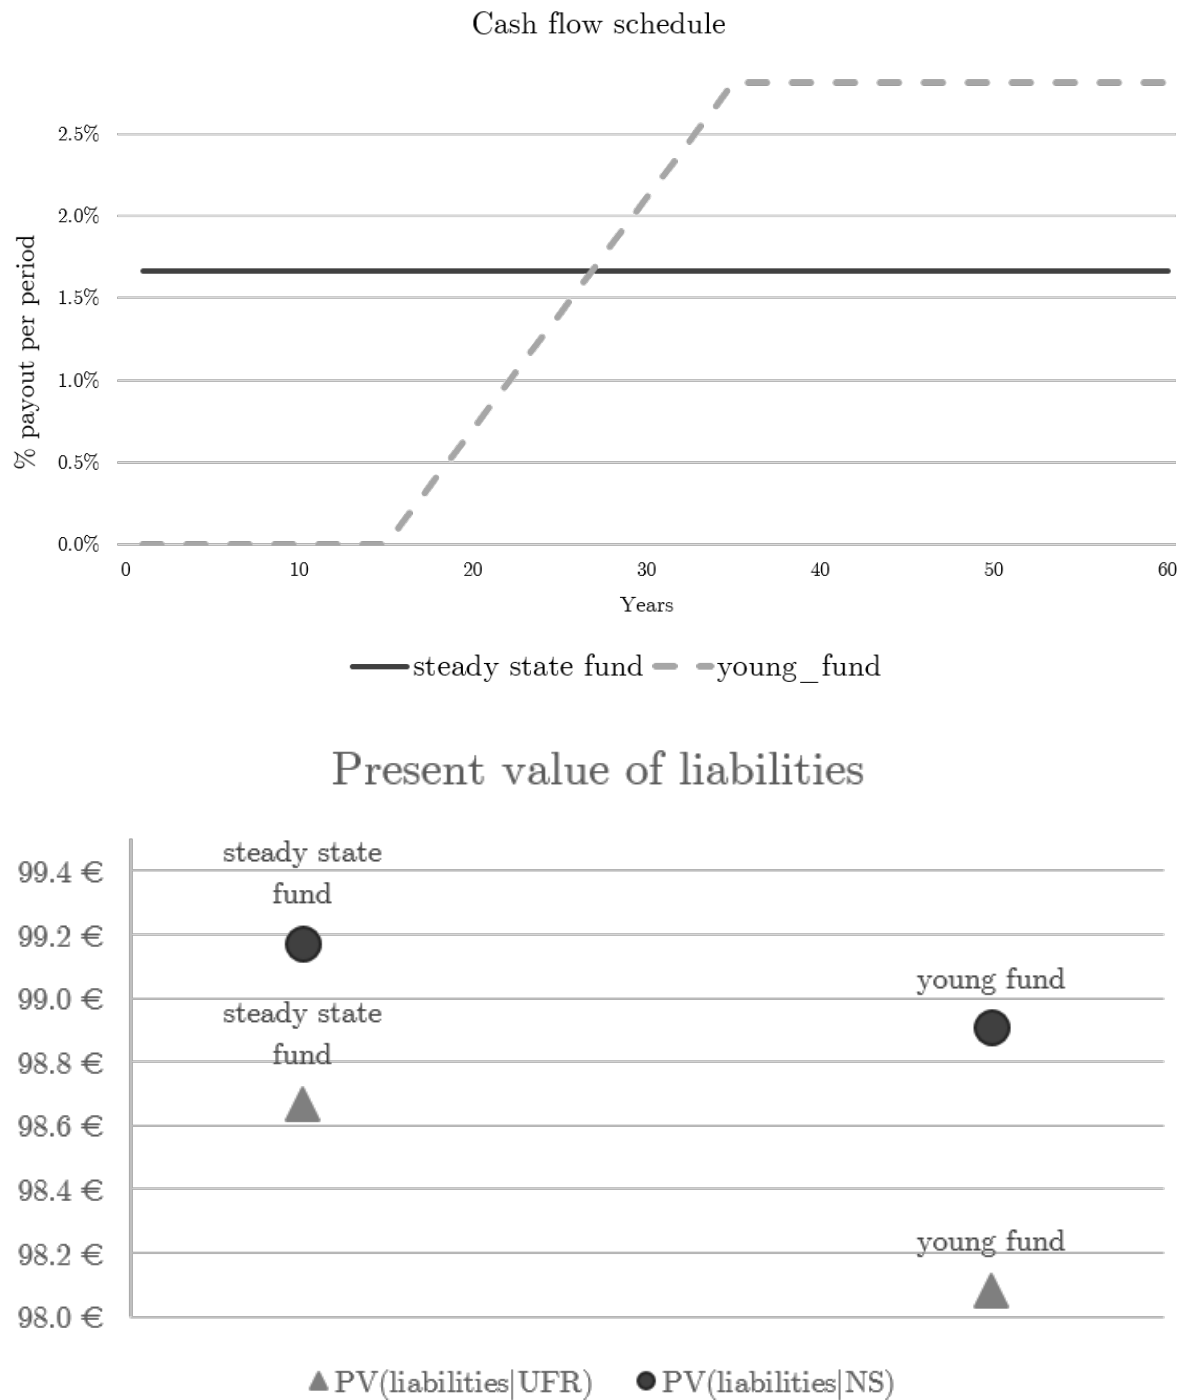 Cash flow schedule
2.5%
2.0%
1.5%
1.0%
0.5%
0.0%
% payout per period
0 10 20 30 40 50 60
Years
steady state fund young_fund
Present value of liabilities
99.4 €
99.2 €
99.0 €
98.8 €
98.6 €
98.4 €
98.2 €
98.0 €
steady state
fund
steady state
fund
young fund
young fund
PV(liabilities|UFR) PV(liabilities|NS)